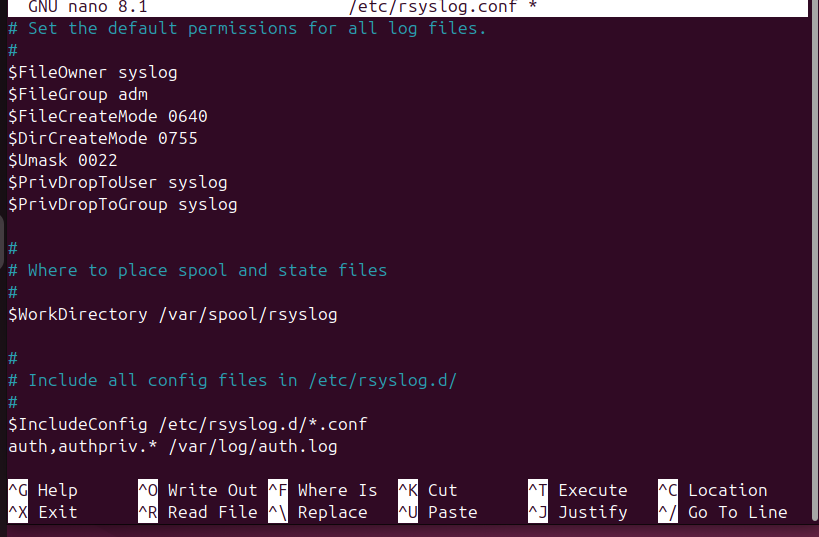 GNU nano 8.1 /etc/rsyslog.conf *
# Set the default permissions for all log files.
#
$FileOwner syslog
$FileGroup adm
$FileCreateMode 0640
$DirCreateMode 0755
$Umask 0022
$PrivDropToUser syslog
$PrivDropToGroup syslog
#
# Where to place spool and state files
#
$WorkDirectory /var/spool/rsyslog
#
# Include all config files in /etc/rsyslog.d/
#
$IncludeConfig /etc/rsyslog.d/*.conf
auth,authpriv.* /var/log/auth.log
^G Help ^O Write Out ^F Where Is ^K Cut ^T Execute ^C Location
^X Exit ^R Read File ^\ Replace ^U Paste ^J Justify ^/ Go To Line